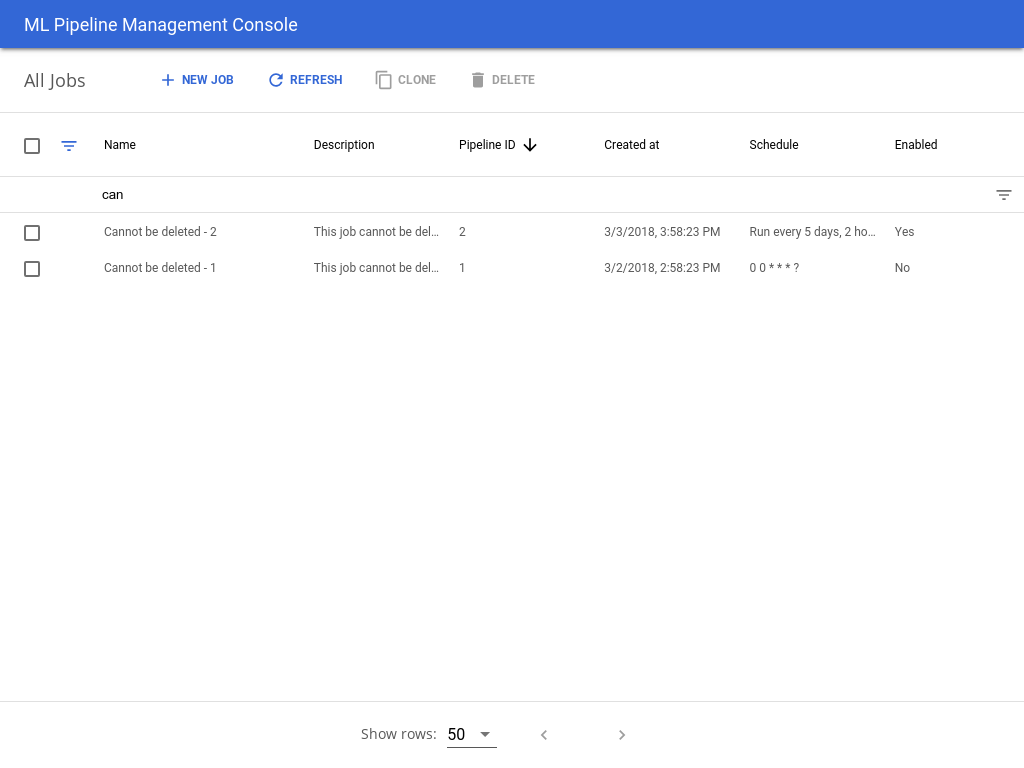 ML Pipeline Management Console
All Jobs NEW JOB REFRESH CLONE DELETE
Name Description Pipeline ID Created at Schedule Enabled
can
Cannot be deleted - 2 This job cannot be del... 2 3/3/2018, 3:58:23 PM Run every 5 days, 2 ho... Yes
Cannot be deleted - 1 This job cannot be del... 1 3/2/2018, 2:58:23 PM 0 0 * * * ? No
Show rows: 50